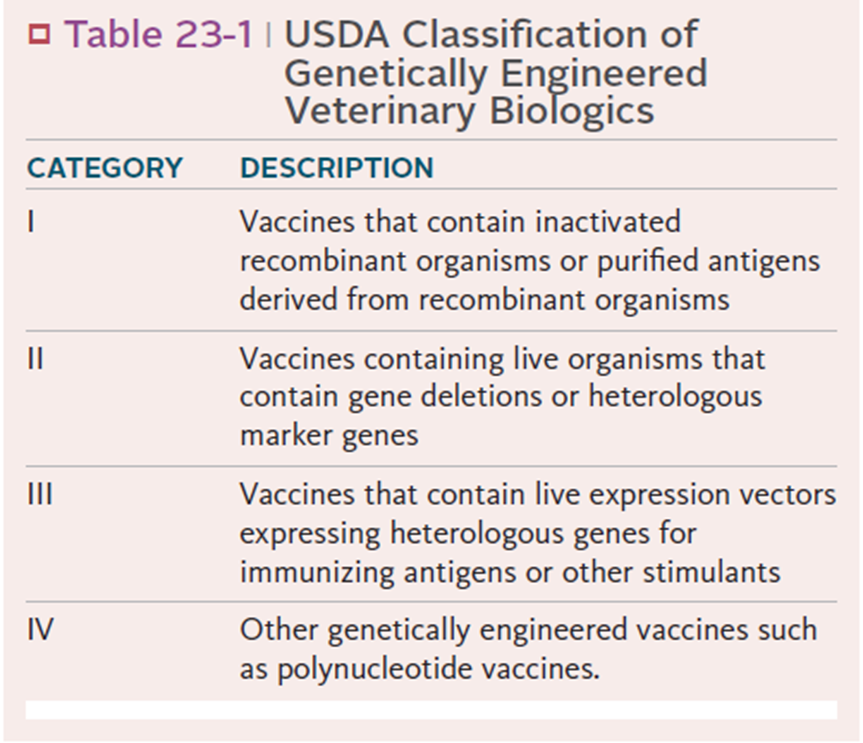 Table 23-1 | USDA Classification of
Genetically Engineered
Veterinary Biologics
CATEGORY DESCRIPTION
I Vaccines that contain inactivated
recombinant organisms or purified antigens
derived from recombinant organisms
II Vaccines containing live organisms that
contain gene deletions or heterologous
marker genes
III Vaccines that contain live expression vectors
expressing heterologous genes for
immunizing antigens or other stimulants
IV Other genetically engineered vaccines such
as polynucleotide vaccines.